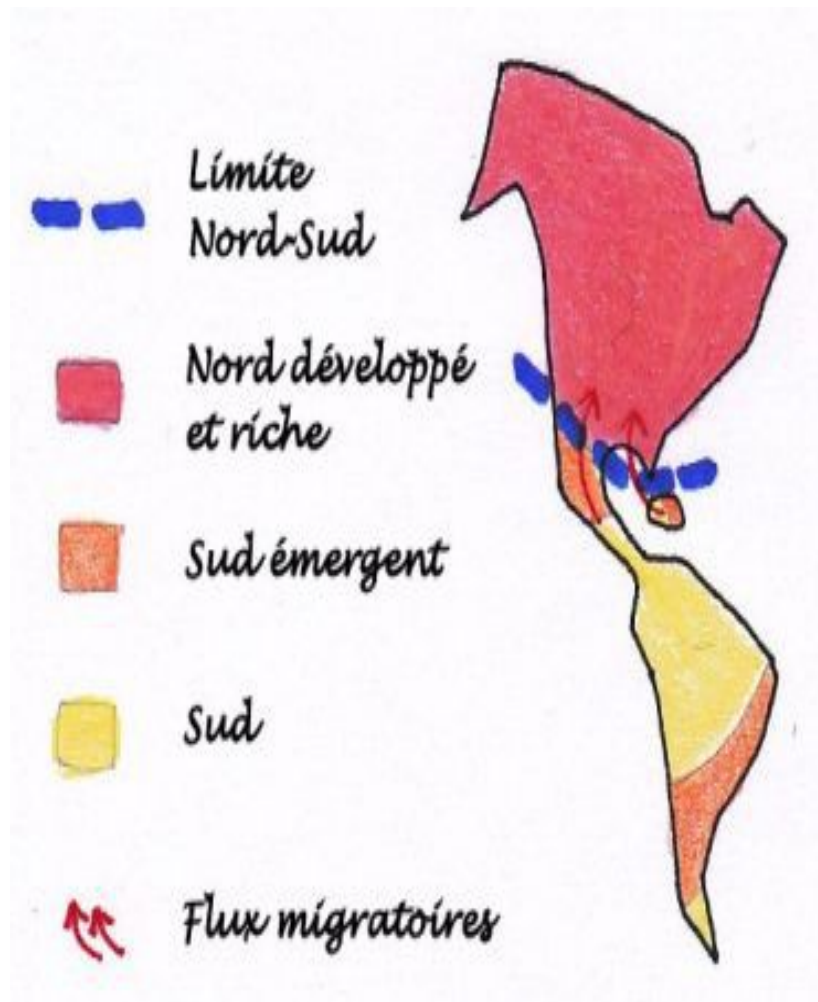 Limite
Nord-Sud
Nord développé
et riche
Sud émergent
Sud
Flux migratoires